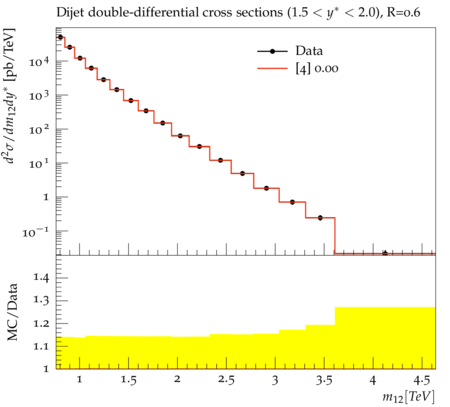 Dijet double-differential cross sections (1.5 < y* < 2.0), R=0.6
d²σ/dm₁₂dy* [pb/TeV]
Data
[4] 0.00
10⁴
10³
10²
10¹
1
10⁻¹
MC/Data
1.4
1.3
1.2
1.1
1
1 1.5 2 2.5 3 3.5 4 4.5
m₁₂[TeV]